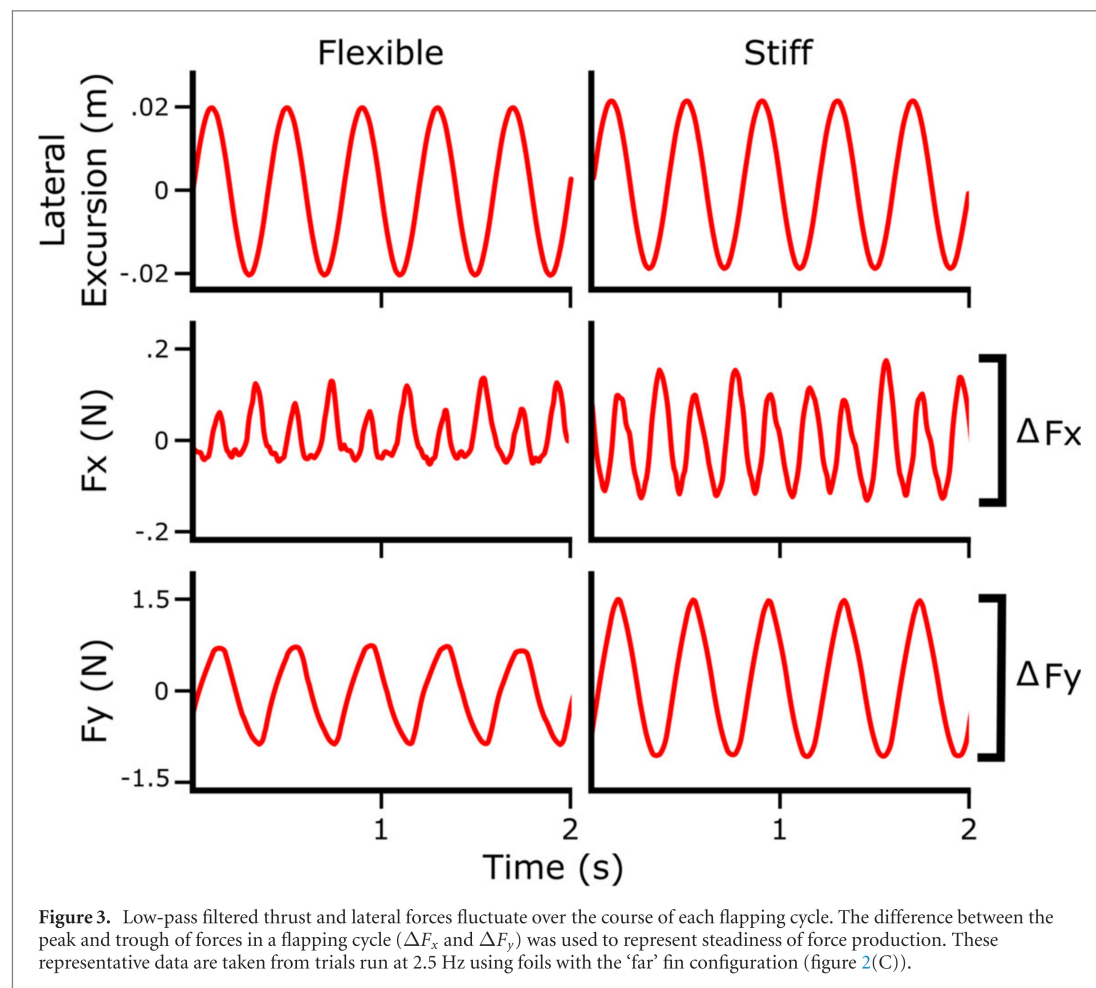 Flexible
Stiff
Lateral
Excursion (m)
.02
0
-.02
Fx (N)
.2
0
-.2
Δ Fx
Fy (N)
1.5
0
-1.5
Δ Fy
1
2
1
2
Time (s)
Figure 3. Low-pass filtered thrust and lateral forces fluctuate over the course of each flapping cycle. The difference between the
peak and trough of forces in a flapping cycle (ΔFx and ΔFy) was used to represent steadiness of force production. These
representative data are taken from trials run at 2.5 Hz using foils with the ‘far’ fin configuration (figure 2(C)).